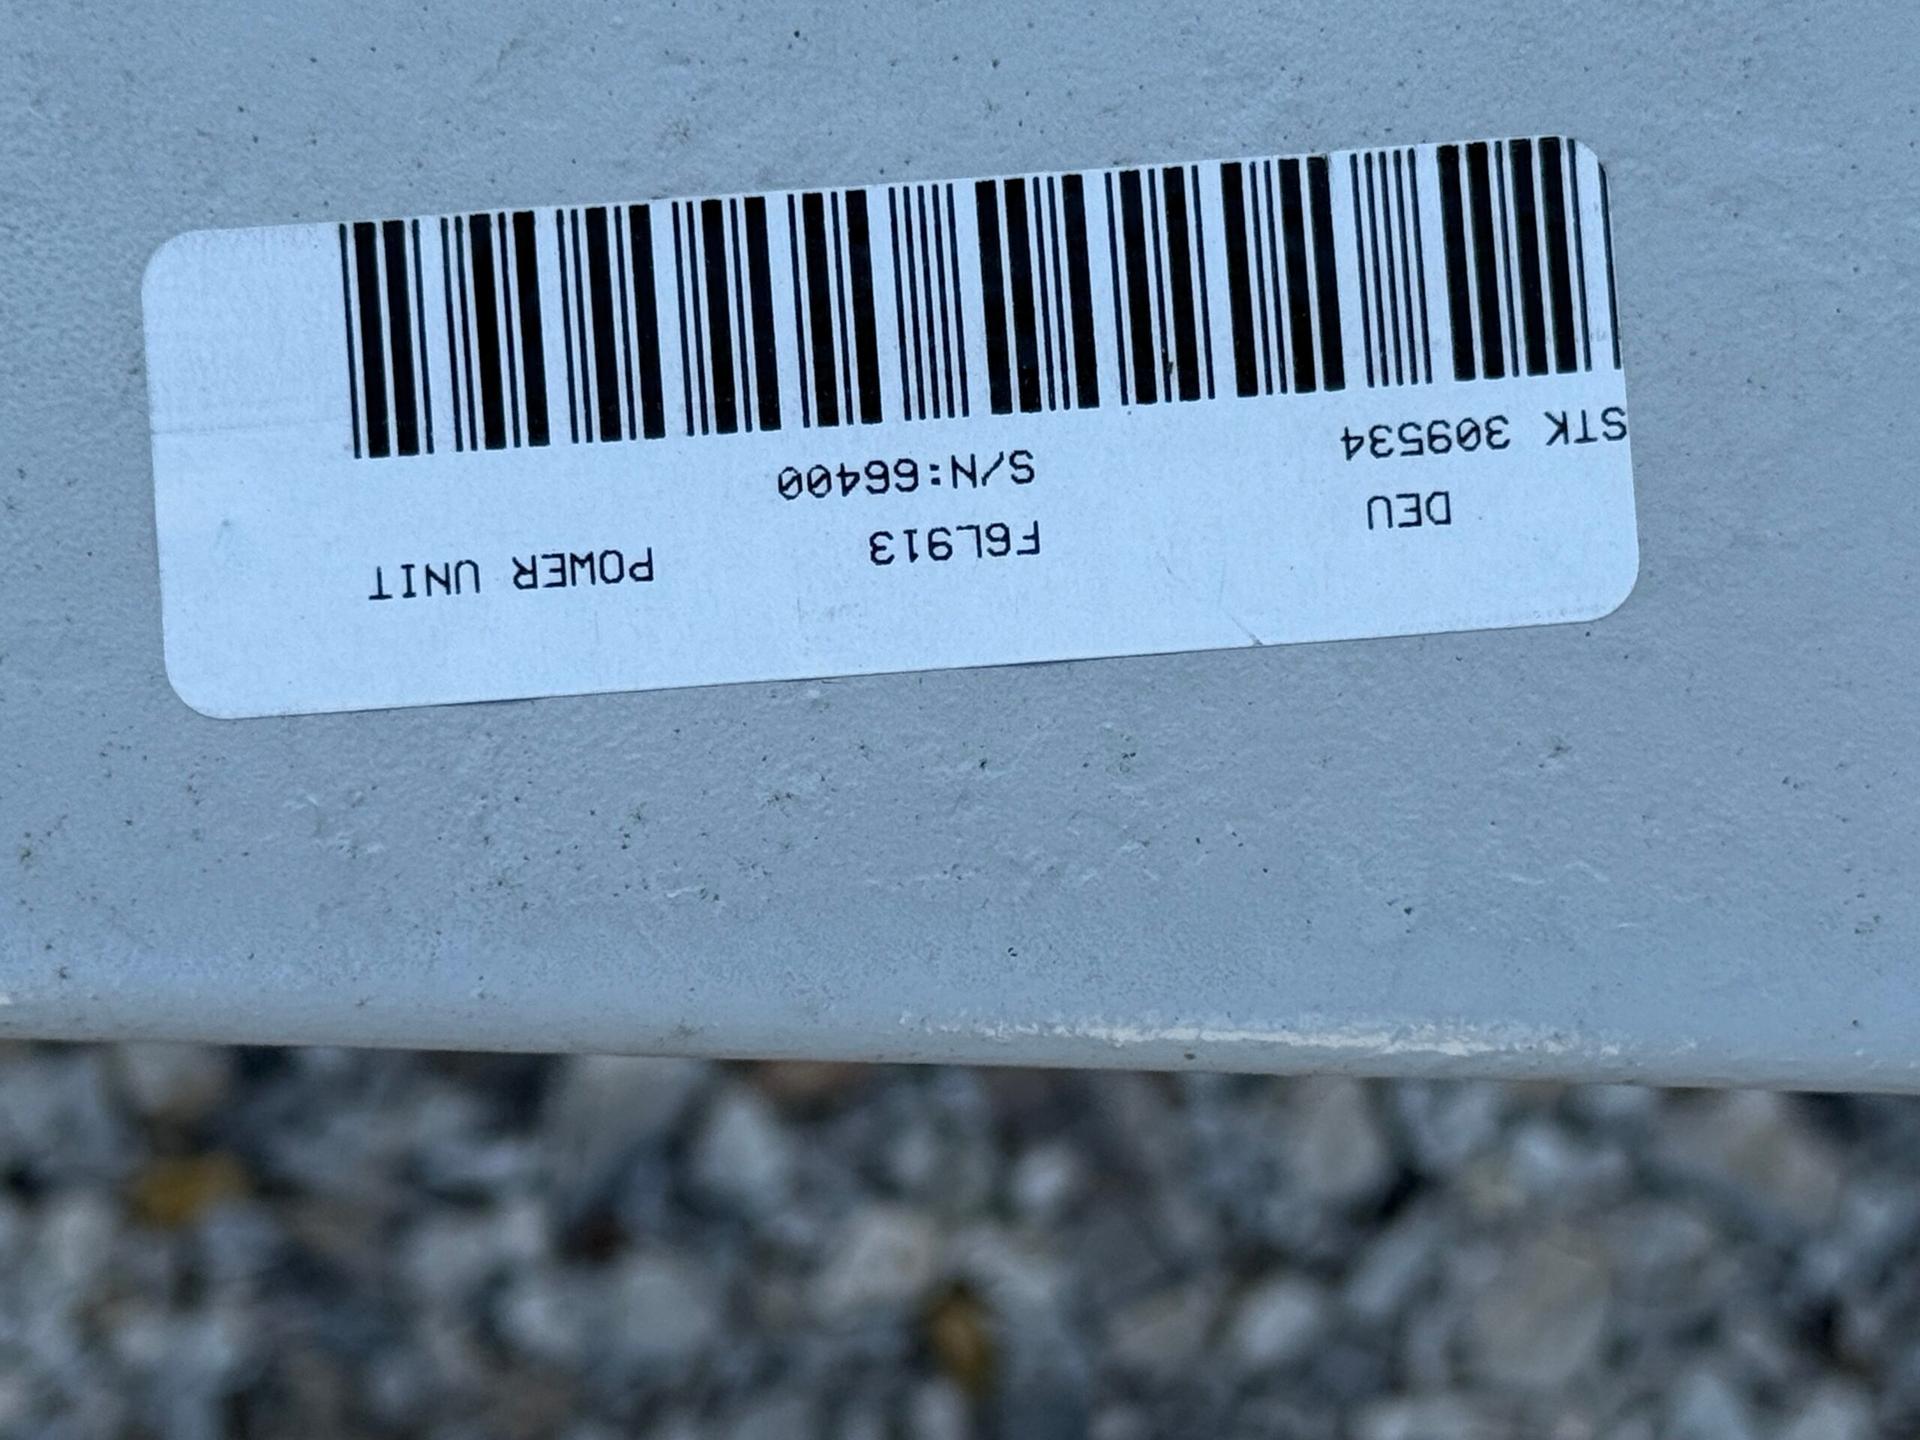 DEU F6L913 POWER UNIT
STK 309534 S/N:66400